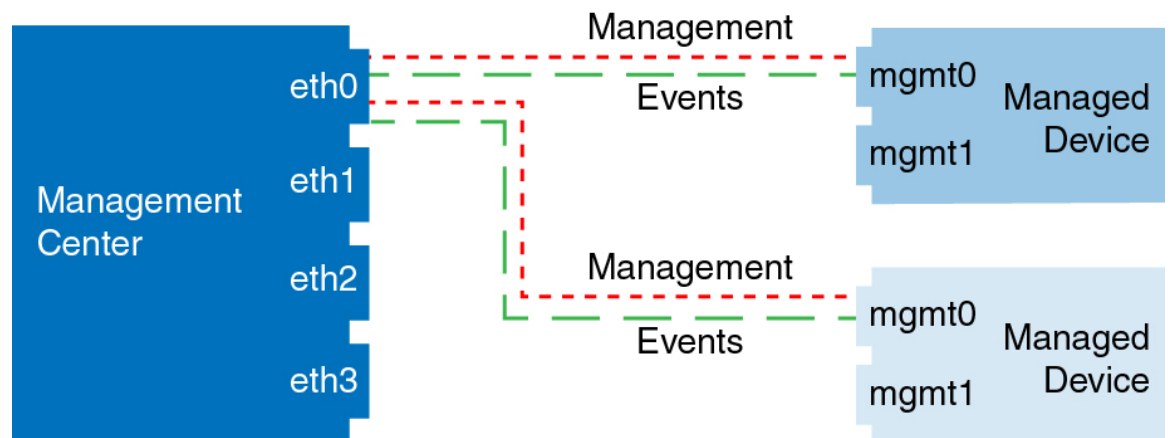 Management
Center
eth0
eth1
eth2
eth3
Management
Events
mgmt0
mgmt1
Managed
Device
Management
Events
mgmt0
mgmt1
Managed
Device